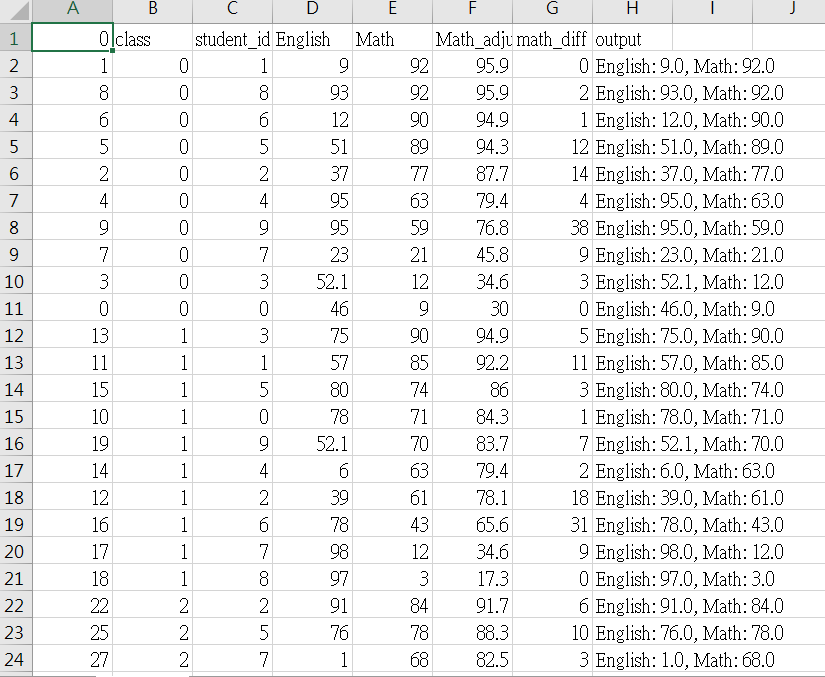 A B C D E F G H I J
1 0 class student_id English Math Math_adju math_diff output
2 1 0 1 9 92 95.9 0 English: 9.0, Math: 92.0
3 8 0 8 93 92 95.9 2 English: 93.0, Math: 92.0
4 6 0 6 12 90 94.9 1 English: 12.0, Math: 90.0
5 5 0 5 51 89 94.3 12 English: 51.0, Math: 89.0
6 2 0 2 37 77 87.7 14 English: 37.0, Math: 77.0
7 4 0 4 95 63 79.4 4 English: 95.0, Math: 63.0
8 9 0 9 95 59 76.8 38 English: 95.0, Math: 59.0
9 7 0 7 23 21 45.8 9 English: 23.0, Math: 21.0
10 3 0 3 52.1 12 34.6 3 English: 52.1, Math: 12.0
11 0 0 0 46 9 30 0 English: 46.0, Math: 9.0
12 13 1 3 75 90 94.9 5 English: 75.0, Math: 90.0
13 11 1 1 57 85 92.2 11 English: 57.0, Math: 85.0
14 15 1 5 80 74 86 3 English: 80.0, Math: 74.0
15 10 1 0 78 71 84.3 1 English: 78.0, Math: 71.0
16 19 1 9 52.1 70 83.7 7 English: 52.1, Math: 70.0
17 14 1 4 6 63 79.4 2 English: 6.0, Math: 63.0
18 12 1 2 39 61 78.1 18 English: 39.0, Math: 61.0
19 16 1 6 78 43 65.6 31 English: 78.0, Math: 43.0
20 17 1 7 98 12 34.6 9 English: 98.0, Math: 12.0
21 18 1 8 97 3 17.3 0 English: 97.0, Math: 3.0
22 22 2 2 91 84 91.7 6 English: 91.0, Math: 84.0
23 25 2 5 76 78 88.3 10 English: 76.0, Math: 78.0
24 27 2 7 1 68 82.5 3 English: 1.0, Math: 68.0